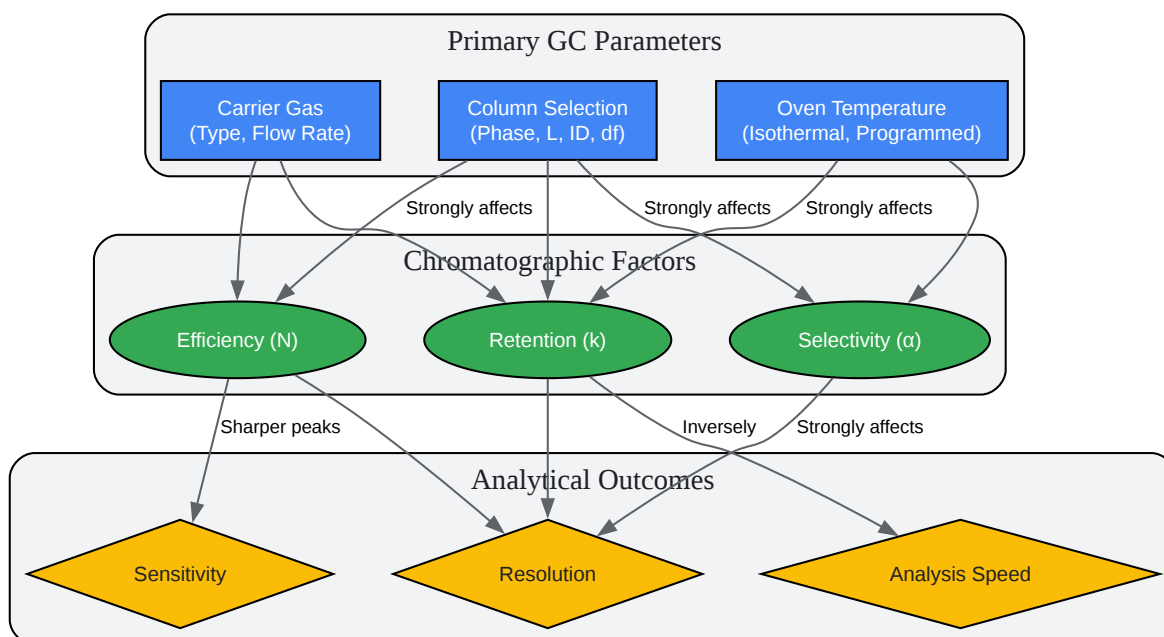 Primary GC Parameters
Carrier Gas
(Type, Flow Rate)
Column Selection
(Phase, L, ID, df)
Oven Temperature
(Isothermal, Programmed)
Strongly affects
Strongly affects
Strongly affects
Chromatographic Factors
Efficiency (N)
Retention (k)
Selectivity (α)
Sharper peaks
Inversely
Strongly affects
Analytical Outcomes
Sensitivity
Resolution
Analysis Speed